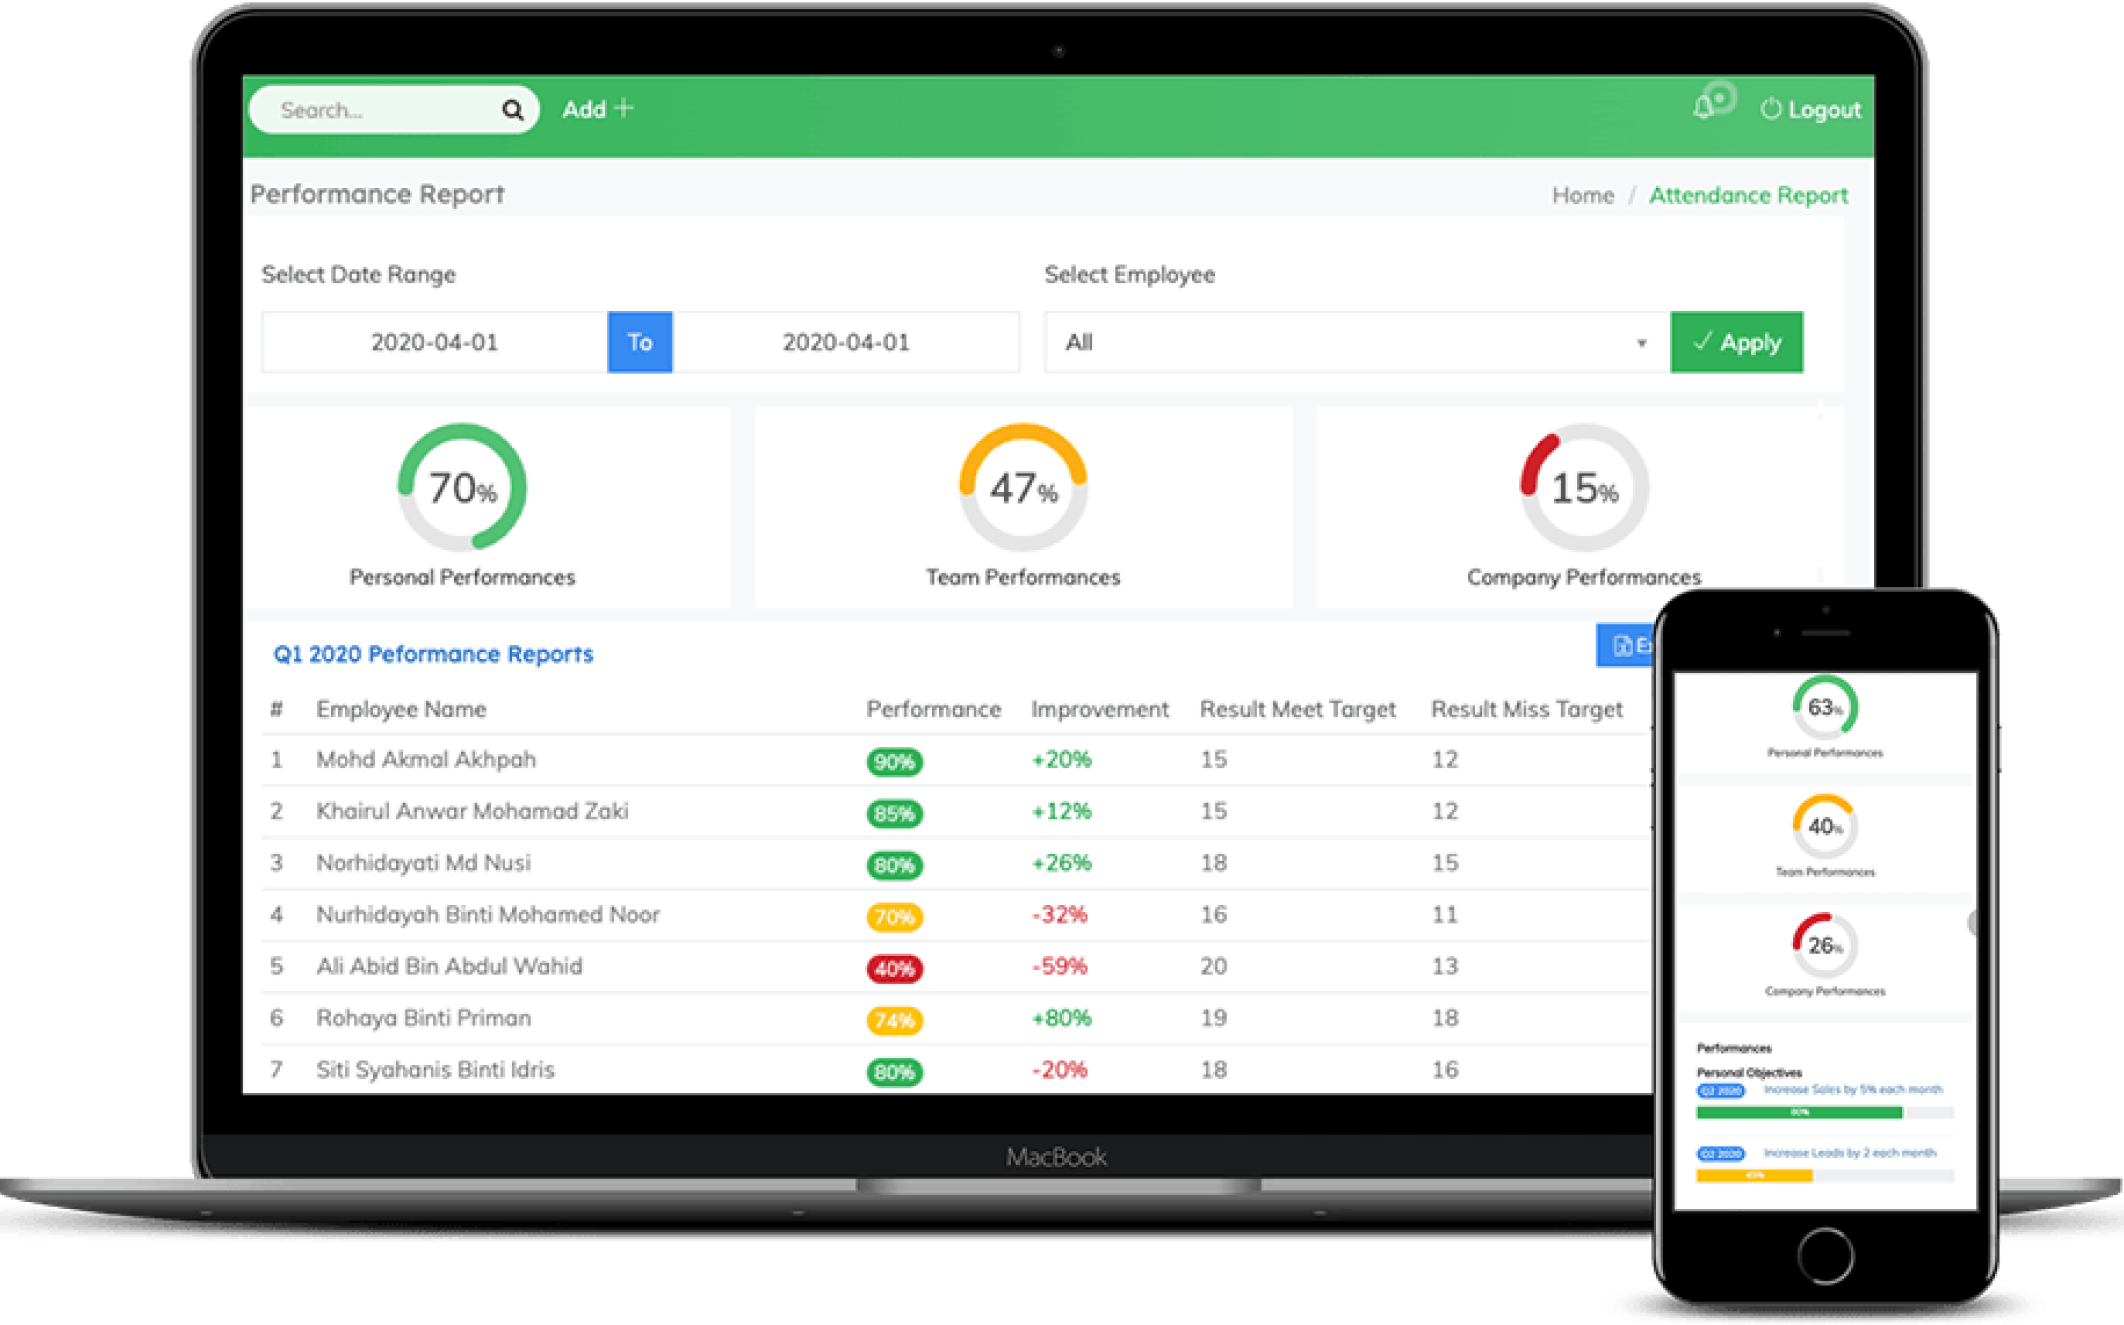 Search... Add + Logout
Performance Report Home / Attendance Report
Select Date Range Select Employee
2020-04-01 To 2020-04-01 All Apply
70% 47% 15%
Personal Performances Team Performances Company Performances
Q1 2020 Peformance Reports
# Employee Name Performance Improvement Result Meet Target Result Miss Target
1 Mohd Akmal Akhpah 90% +20% 15 12
2 Khairul Anwar Mohamad Zaki 85% +12% 15 12
3 Norhidayati Md Nusi 80% +26% 18 15
4 Nurhidayah Binti Mohamed Noor 70% -32% 16 11
5 Ali Abid Bin Abdul Wahid 40% -59% 20 13
6 Rohaya Binti Priman 74% +80% 19 18
7 Siti Syahanis Binti Idris 80% -20% 18 16
MacBook
63%
Personal Performances
40%
Team Performances
26%
Company Performances
Performances
Personal Objectives
Q2 2020 Increase Sales by 5% each month
80%
Q2 2020 Increase Leads by 2 each month